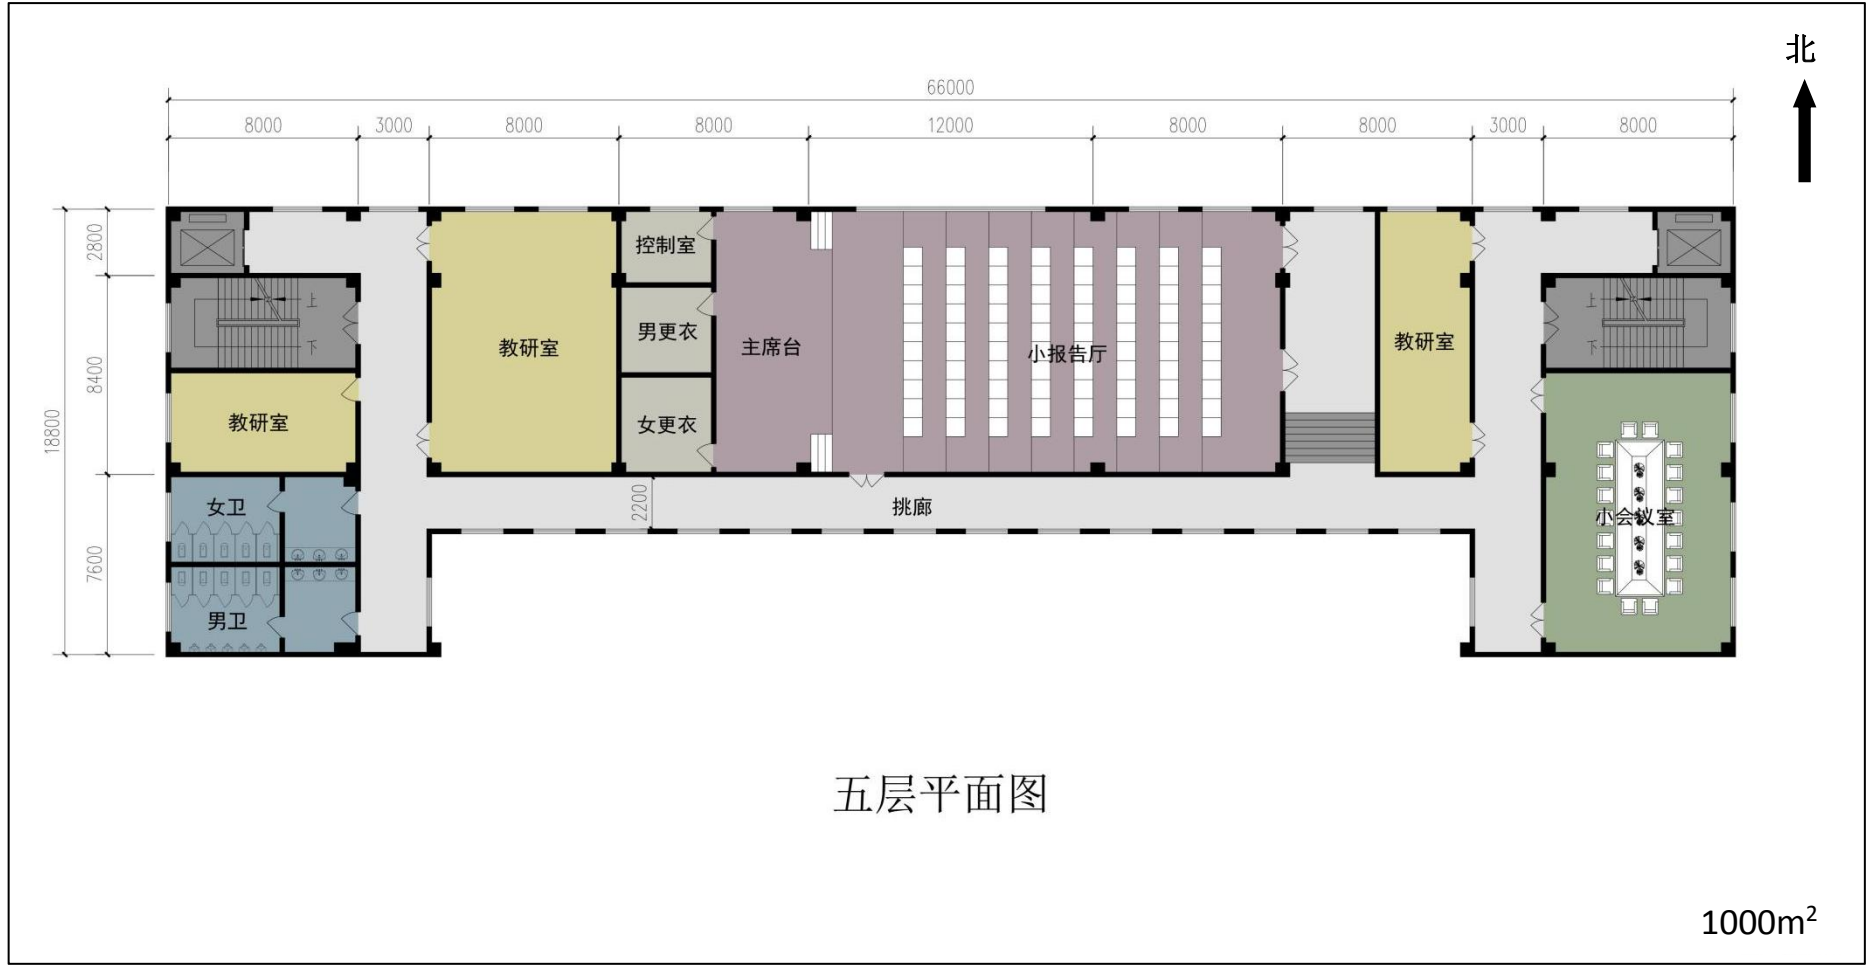 北
66000
8000 3000 8000 8000 12000 8000 8000 3000 8000
2800
8400
18800
7600
控制室
男更衣
女更衣
教研室
主席台
小报告厅
教研室
上
下
上
下
教研室
女卫
男卫
2200
挑廊
小会议室
五层平面图
1000m²